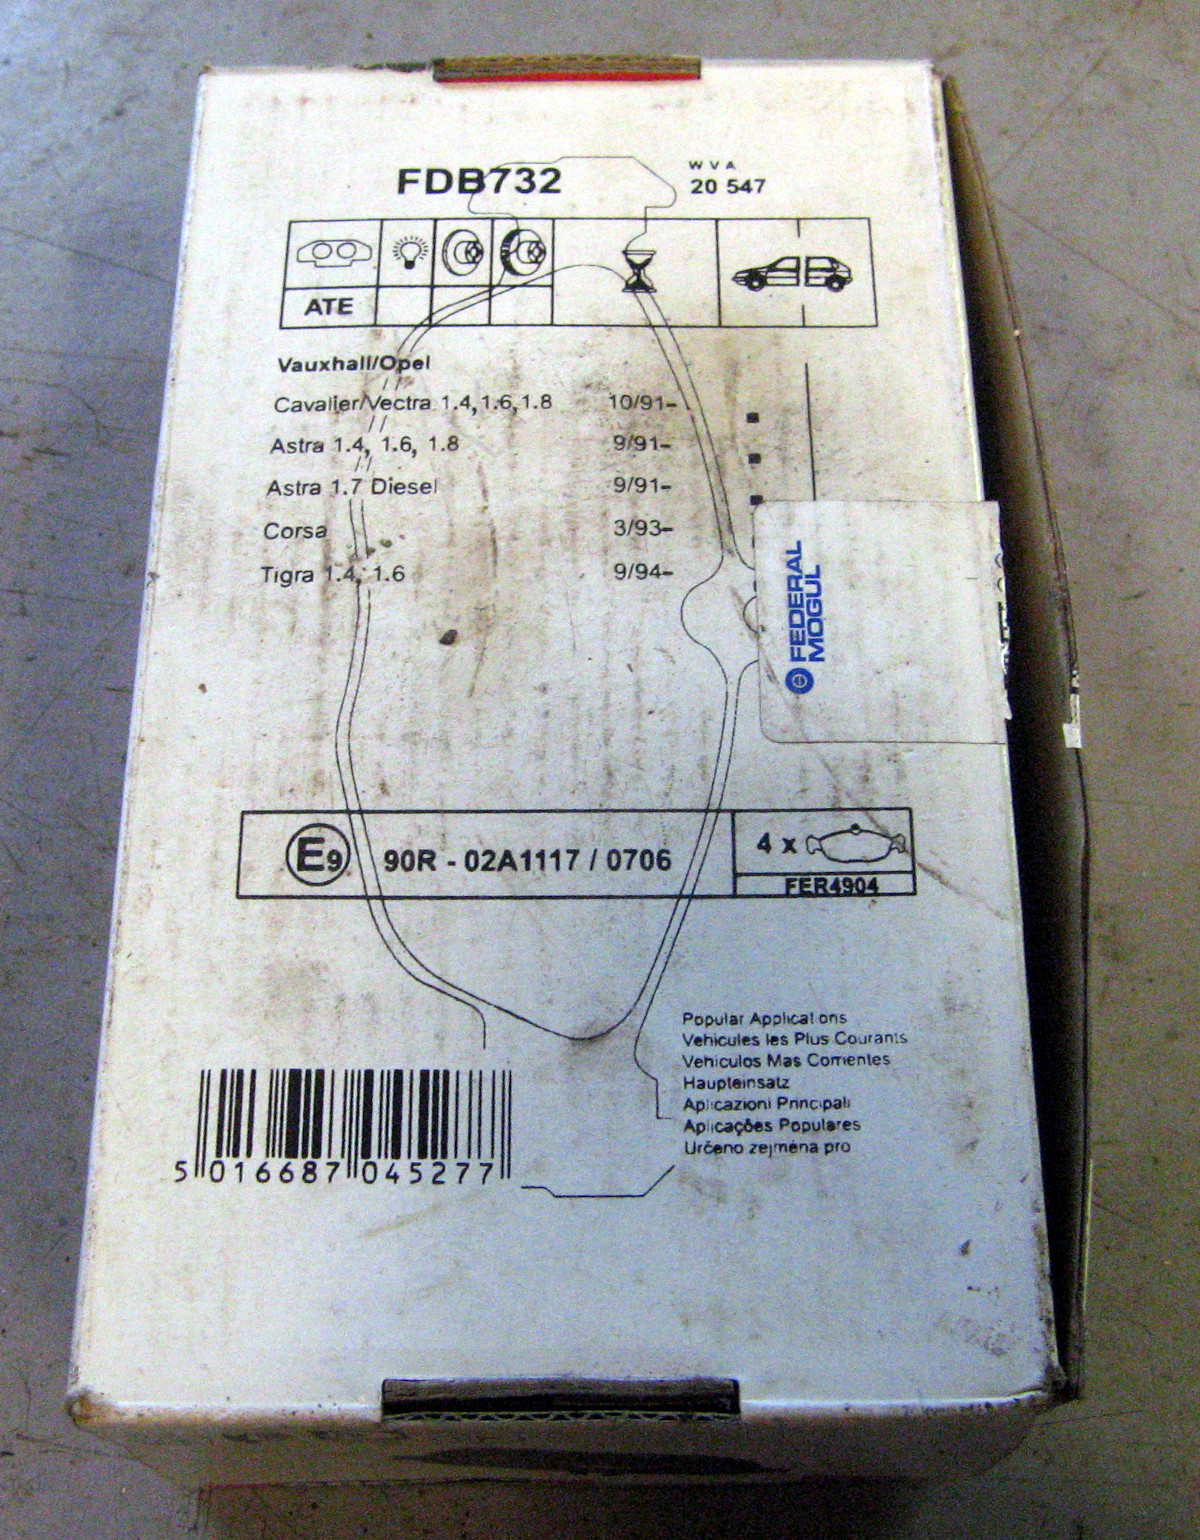 FDB732
W V A
20 547
ATE
Vauxhall/Opel
Cavalier/Vectra 1.4,1.6,1.8 10/91-
Astra 1.4, 1.6, 1.8 9/91-
Astra 1.7 Diesel 9/91-
Corsa 3/93-
Tigra 1.4, 1.6 9/94-
FEDERAL
MOGUL
E9 90R - 02A1117 / 0706
4 x
FER4904
Popular Applications
Vehicules les Plus Courants
Vehiculos Mas Corrientes
Haupteinsatz
Aplicazioni Principali
Aplicações Populares
Určeno zejména pro
5 016687 045277